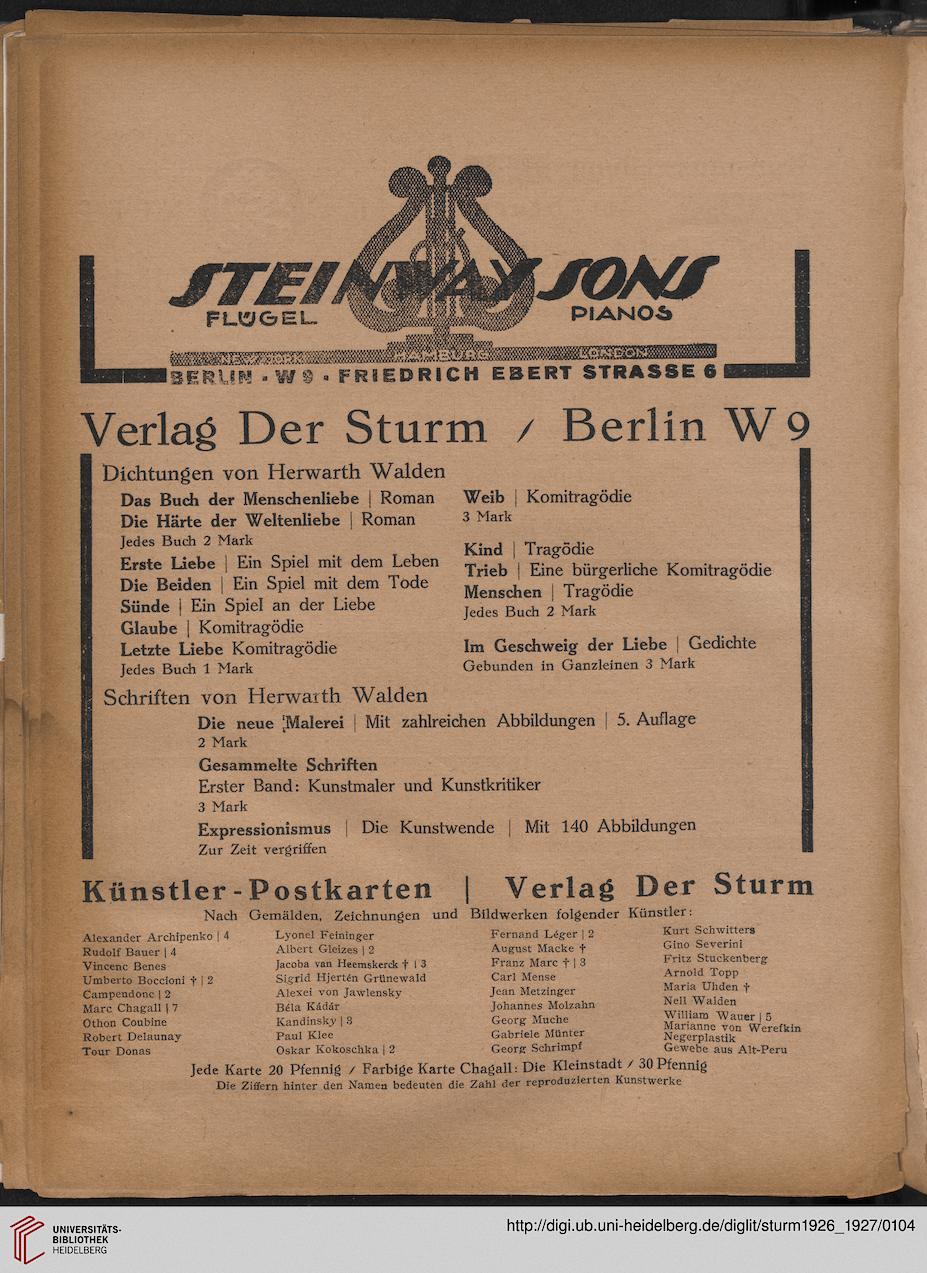 STEINWAY SONS
FLÜGEL
PIANOS
NEW YORK HAMBURG LONDON
BERLIN · W 9 · FRIEDRICH EBERT STRASSE 6
Verlag Der Sturm / Berlin W 9
Dichtungen von Herwarth Walden
Das Buch der Menschenliebe | Roman
Die Härte der Weltenliebe | Roman
Jedes Buch 2 Mark
Erste Liebe | Ein Spiel mit dem Leben
Die Beiden | Ein Spiel mit dem Tode
Sünde | Ein Spiel an der Liebe
Glaube | Komitragödie
Letzte Liebe Komitragödie
Jedes Buch 1 Mark
Weib | Komitragödie
3 Mark
Kind | Tragödie
Trieb | Eine bürgerliche Komitragödie
Menschen | Tragödie
Jedes Buch 2 Mark
Im Geschweig der Liebe | Gedichte
Gebunden in Ganzleinen 3 Mark
Schriften von Herwarth Walden
Die neue Malerei | Mit zahlreichen Abbildungen | 5. Auflage
2 Mark
Gesammelte Schriften
Erster Band: Kunstmaler und Kunstkritiker
3 Mark
Expressionismus | Die Kunstwende | Mit 140 Abbildungen
Zur Zeit vergriffen
Künstler-Postkarten | Verlag Der Sturm
Nach Gemälden, Zeichnungen und Bildwerken folgender Künstler:
Alexander Archipenko | 4
Rudolf Bauer | 4
Vincenc Benes
Umberto Boccioni † | 2
Campendonc | 2
Marc Chagall | 7
Othon Coubine
Robert Delaunay
Tour Donas
Lyonel Feininger
Albert Gleizes | 2
Jacoba van Heemskerck † | 3
Sigrid Hjertén Grünewald
Alexei von Jawlensky
Béla Kádár
Kandinsky | 3
Paul Klee
Oskar Kokoschka | 2
Fernand Léger | 2
August Macke †
Franz Marc † | 3
Carl Mense
Jean Metzinger
Johannes Molzahn
Georg Muche
Gabriele Münter
Georg Schrimpf
Kurt Schwitters
Gino Severini
Fritz Stuckenberg
Arnold Topp
Maria Uhden †
Nell Walden
William Wauer | 5
Marianne von Werefkin
Negerplastik
Gewebe aus Alt-Peru
Jede Karte 20 Pfennig / Farbige Karte Chagall: Die Kleinstadt / 30 Pfennig
Die Ziffern hinter den Namen bedeuten die Zahl der reproduzierten Kunstwerke
UNIVERSITÄTS-
BIBLIOTHEK
HEIDELBERG
http://digi.ub.uni-heidelberg.de/diglit/sturm1926_1927/0104